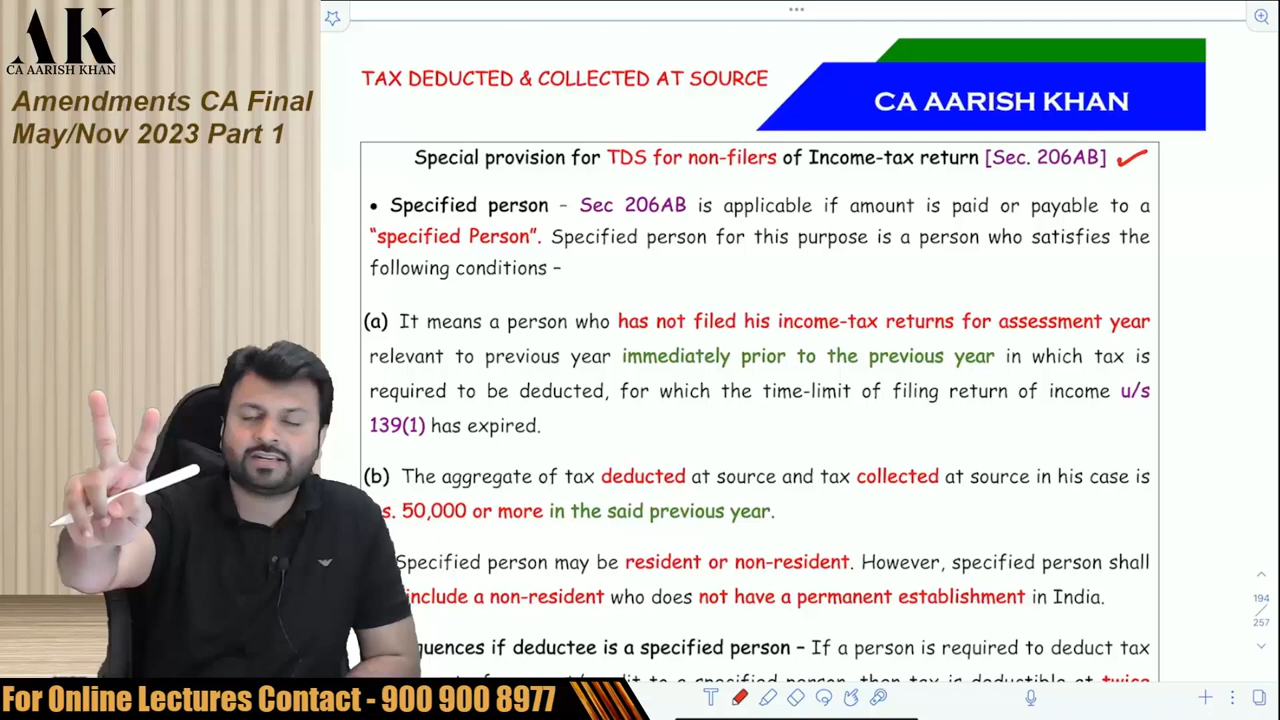 AK
CA AARISH KHAN
Amendments CA Final
May/Nov 2023 Part 1
TAX DEDUCTED & COLLECTED AT SOURCE
CA AARISH KHAN
Special provision for TDS for non-filers of Income-tax return [Sec. 206AB]
• Specified person – Sec 206AB is applicable if amount is paid or payable to a
“specified Person”. Specified person for this purpose is a person who satisfies the
following conditions –
(a) It means a person who has not filed his income-tax returns for assessment year
relevant to previous year immediately prior to the previous year in which tax is
required to be deducted, for which the time-limit of filing return of income u/s
139(1) has expired.
(b) The aggregate of tax deducted at source and tax collected at source in his case is
s. 50,000 or more in the said previous year.
Specified person may be resident or non-resident. However, specified person shall
include a non-resident who does not have a permanent establishment in India.
quences if deductee is a specified person – If a person is required to deduct tax
to a specified person, then tax is deductible at twice
194
257
For Online Lectures Contact - 900 900 8977